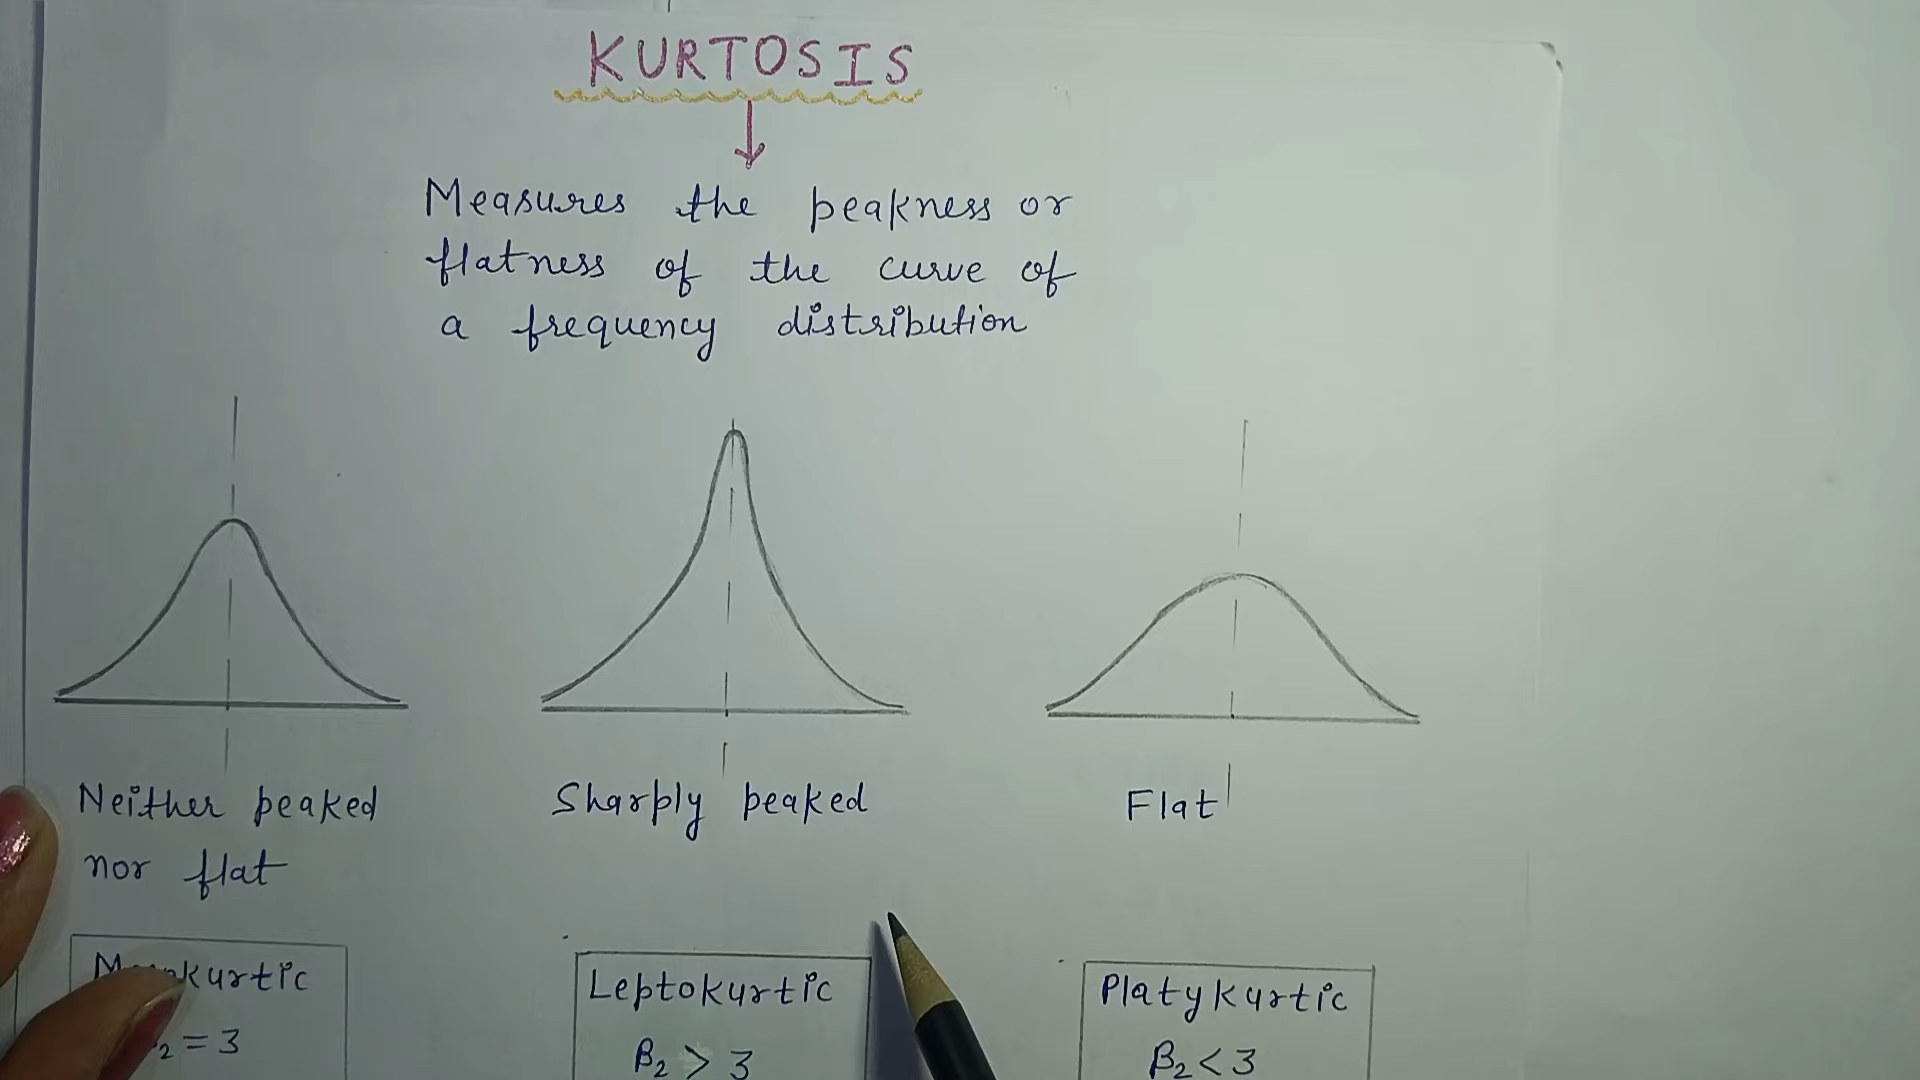 KURTOSIS
Measures the peakness or
flatness of the curve of
a frequency distribution
Neither peaked
nor flat
Sharply peaked
Flat
Leptokurtic
β₂ > 3
Platykurtic
β₂ < 3
₂ = 3